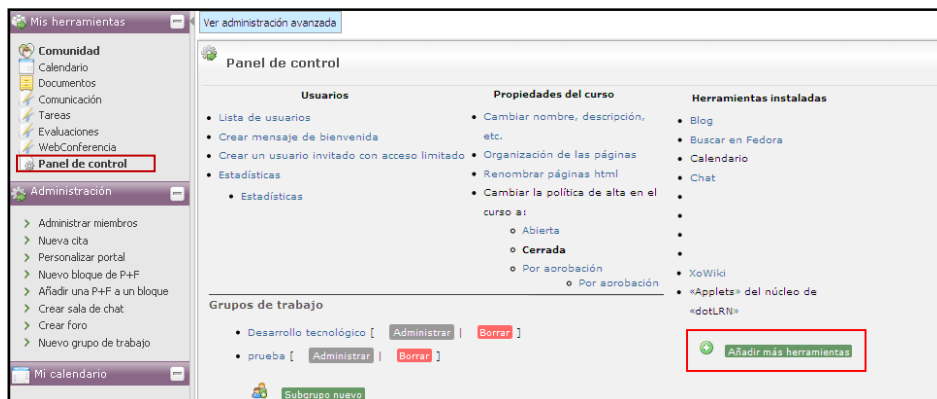 Mis herramientas
Comunidad
Calendario
Documentos
Comunicación
Tareas
Evaluaciones
WebConferencia
Panel de control
Administración
Administrar miembros
Nueva cita
Personalizar portal
Nuevo bloque de P+F
Añadir una P+F a un bloque
Crear sala de chat
Crear foro
Nuevo grupo de trabajo
Mi calendario
Ver administración avanzada
Panel de control
Usuarios
Lista de usuarios
Crear mensaje de bienvenida
Crear un usuario invitado con acceso limitado
Estadísticas
Estadísticas
Propiedades del curso
Cambiar nombre, descripción,
etc.
Organización de las páginas
Renombrar páginas html
Cambiar la política de alta en el
curso a:
Abierta
Cerrada
Por aprobación
Por aprobación
Herramientas instaladas
Blog
Buscar en Fedora
Calendario
Chat
XoWiki
«Applets» del núcleo de
«dotLRN»
Añadir más herramientas
Grupos de trabajo
Desarrollo tecnológico [ Administrar | Borrar ]
prueba [ Administrar | Borrar ]
Subgrupo nuevo